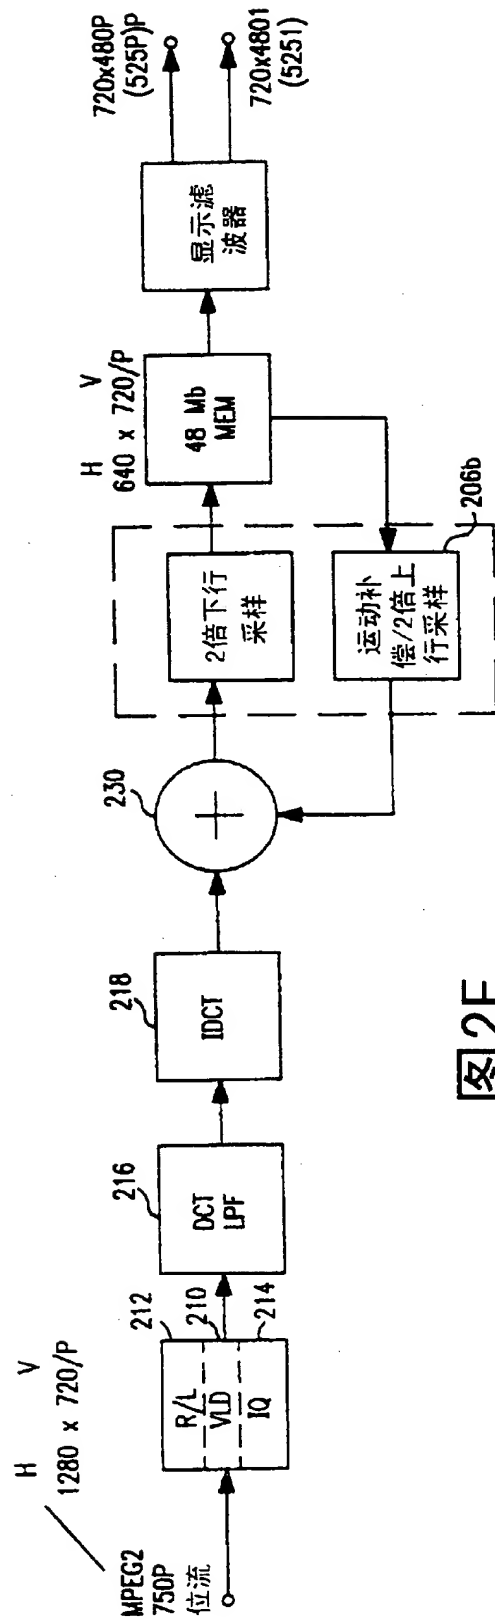 MPEG2
750P
位流
H V
1280 x 720/P
212
R/L
210
VLD
214
IQ
216
DCT
LPF
218
IDCT
230
2倍下行
采样
运动补
偿/2倍上
行采样
206b
H V
640 x 720/P
48 Mb
MEM
显示滤
波器
720x480P
(525P)P
720x480I
(525I)
图2F